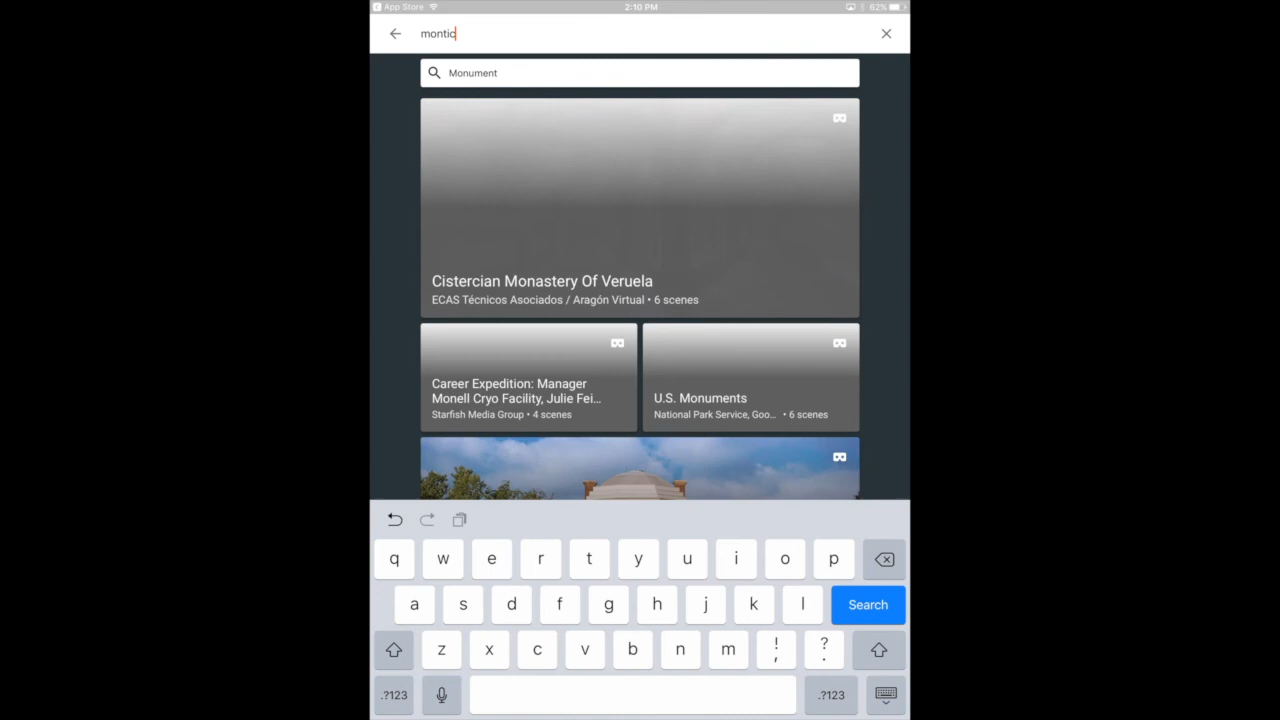 App Store
2:10 PM
62%
montic
Monument
Cistercian Monastery Of Veruela
ECAS Técnicos Asociados / Aragón Virtual • 6 scenes
Career Expedition: Manager
Monell Cryo Facility, Julie Fei...
Starfish Media Group • 4 scenes
U.S. Monuments
National Park Service, Goo... • 6 scenes
q w e r t y u i o p
a s d f g h j k l Search
z x c v b n m ! , ? .
.?123 .?123